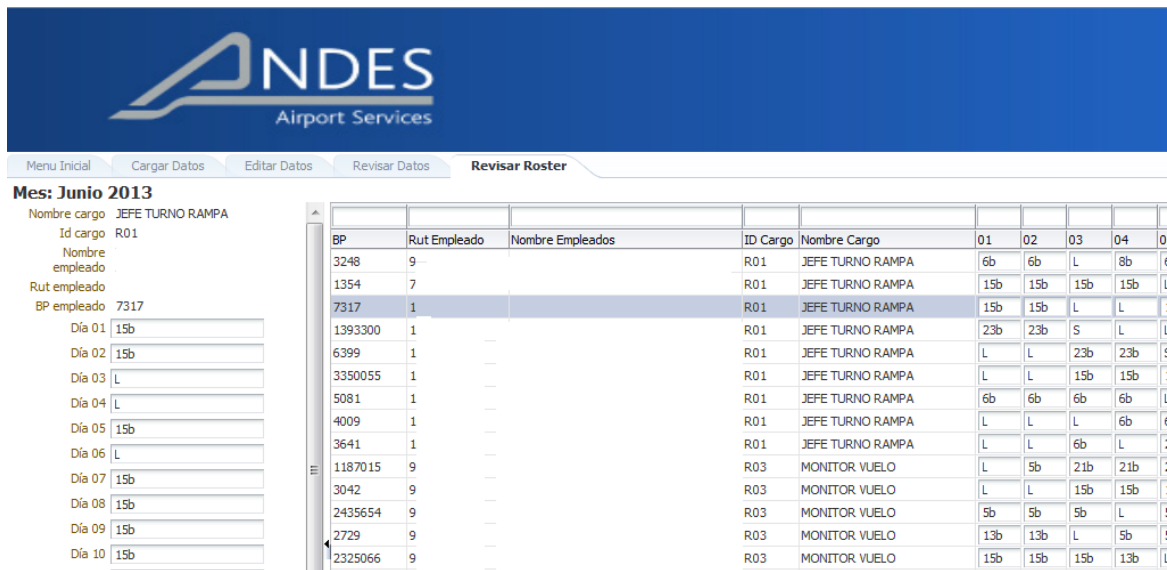 ANDES
Airport Services
Menu Inicial Cargar Datos Editar Datos Revisar Datos Revisar Roster
Mes: Junio 2013
Nombre cargo JEFE TURNO RAMPA
Id cargo R01
Nombre empleado
Rut empleado
BP empleado 7317
Día 01 15b
Día 02 15b
Día 03 L
Día 04 L
Día 05 15b
Día 06 L
Día 07 15b
Día 08 15b
Día 09 15b
Día 10 15b
BP Rut Empleado Nombre Empleados ID Cargo Nombre Cargo 01 02 03 04
3248 9 R01 JEFE TURNO RAMPA 6b 6b L 8b
1354 7 R01 JEFE TURNO RAMPA 15b 15b 15b 15b
7317 1 R01 JEFE TURNO RAMPA 15b 15b L L
1393300 1 R01 JEFE TURNO RAMPA 23b 23b S L
6399 1 R01 JEFE TURNO RAMPA L L 23b 23b
3350055 1 R01 JEFE TURNO RAMPA L L 15b 15b
5081 1 R01 JEFE TURNO RAMPA 6b 6b 6b 6b
4009 1 R01 JEFE TURNO RAMPA L L L 6b
3641 1 R01 JEFE TURNO RAMPA L L 6b L
1187015 9 R03 MONITOR VUELO L 5b 21b 21b
3042 9 R03 MONITOR VUELO L L 15b 15b
2435654 9 R03 MONITOR VUELO 5b 5b 5b L
2729 9 R03 MONITOR VUELO 13b 13b L 5b
2325066 9 R03 MONITOR VUELO 15b 15b 15b 13b